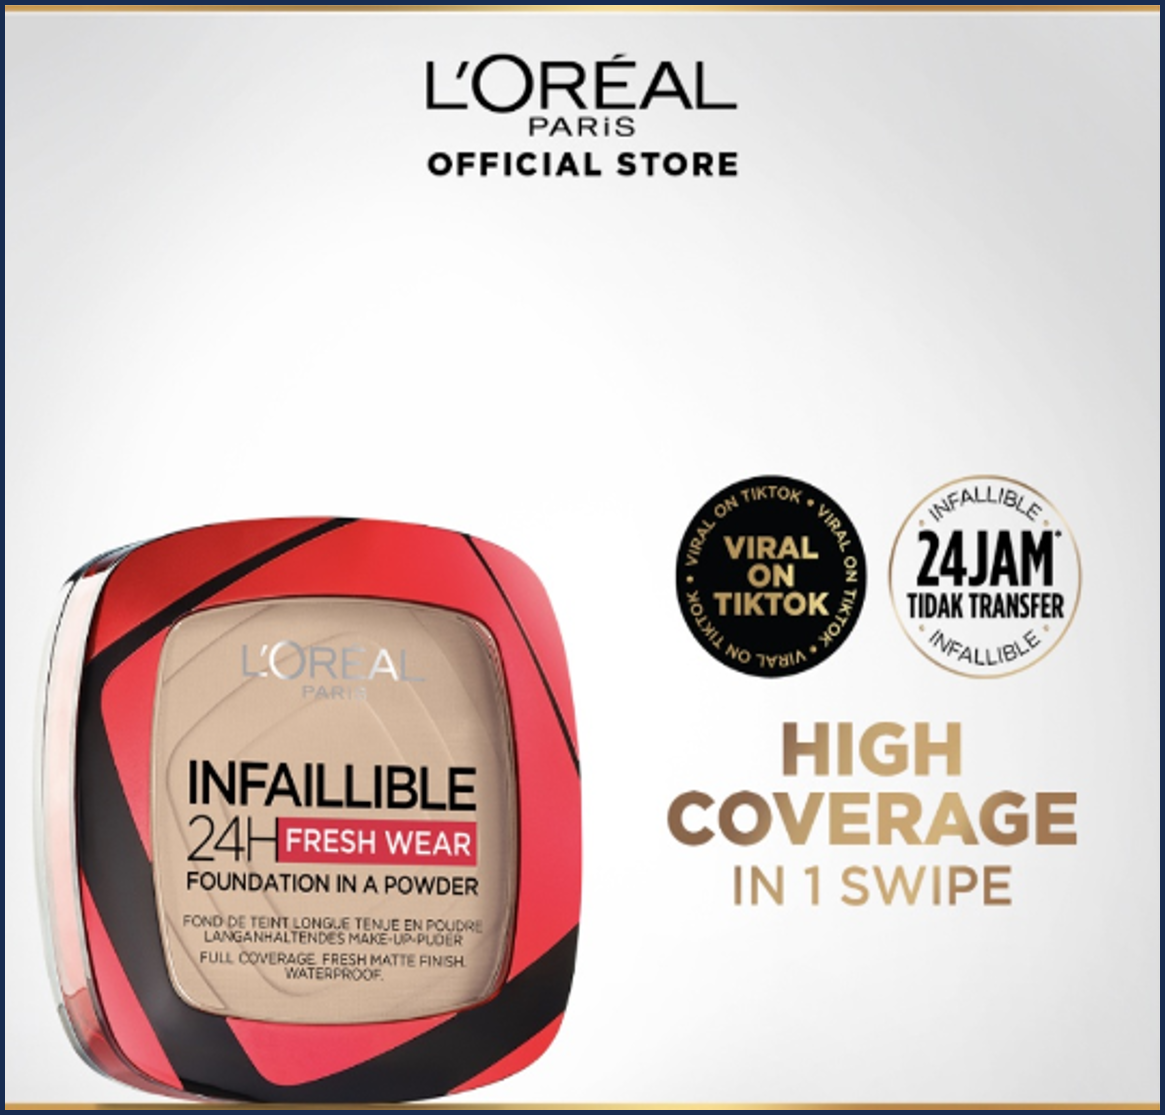 L'ORÉAL
PARiS
OFFICIAL STORE
L'ORÉAL
PARiS
INFAILLIBLE
24H FRESH WEAR
FOUNDATION IN A POWDER
FOND DE TEINT LONGUE TENUE EN POUDRE
LANGANHALTENDES MAKE-UP-PUDER
FULL COVERAGE. FRESH MATTE FINISH.
WATERPROOF.
VIRAL ON TIKTOK • VIRAL ON TIKTOK • VIRAL ON TIKTOK •
VIRAL
ON
TIKTOK
INFALLIBLE
24JAM*
TIDAK TRANSFER
INFALLIBLE
HIGH
COVERAGE
IN 1 SWIPE